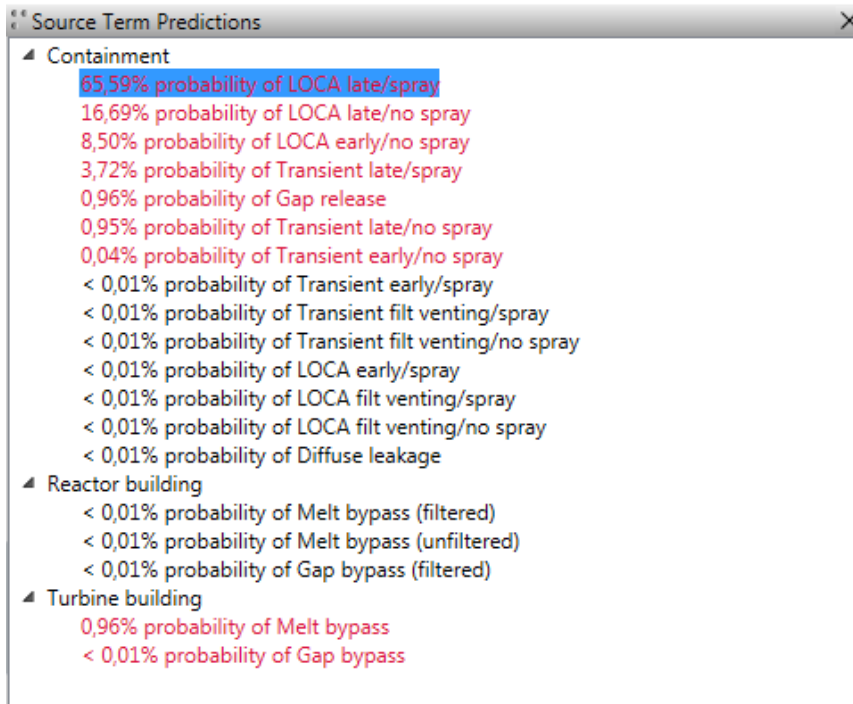 Source Term Predictions
Containment
65,59% probability of LOCA late/spray
16,69% probability of LOCA late/no spray
8,50% probability of LOCA early/no spray
3,72% probability of Transient late/spray
0,96% probability of Gap release
0,95% probability of Transient late/no spray
0,04% probability of Transient early/no spray
< 0,01% probability of Transient early/spray
< 0,01% probability of Transient filt venting/spray
< 0,01% probability of Transient filt venting/no spray
< 0,01% probability of LOCA early/spray
< 0,01% probability of LOCA filt venting/spray
< 0,01% probability of LOCA filt venting/no spray
< 0,01% probability of Diffuse leakage
Reactor building
< 0,01% probability of Melt bypass (filtered)
< 0,01% probability of Melt bypass (unfiltered)
< 0,01% probability of Gap bypass (filtered)
Turbine building
0,96% probability of Melt bypass
< 0,01% probability of Gap bypass